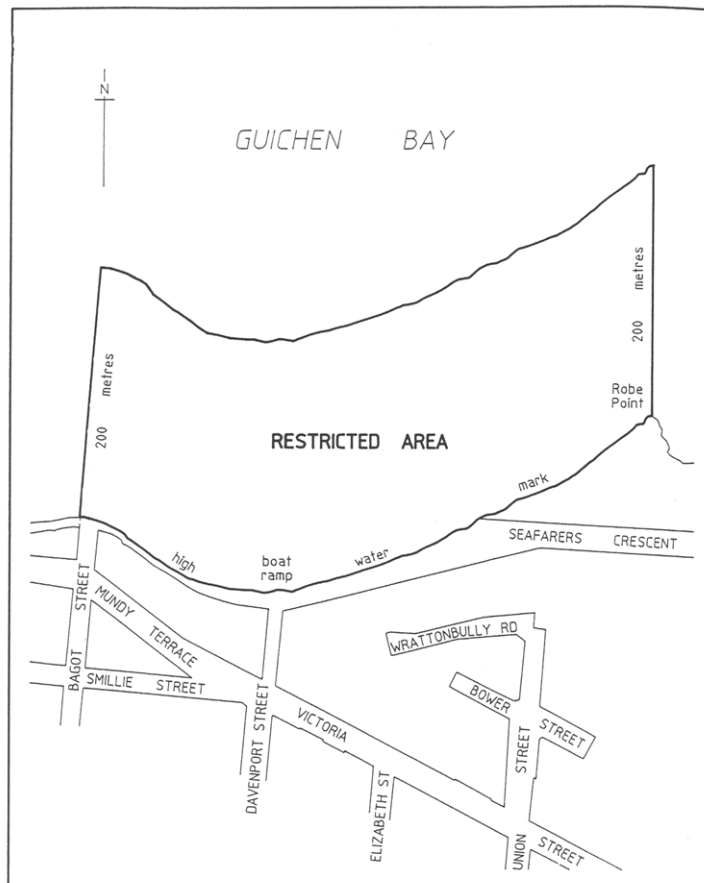 N
GUICHEN BAY
200 metres
200 metres
Robe
Point
RESTRICTED AREA
high
boat
ramp
water
mark
SEAFARERS CRESCENT
BAGOT STREET
MUNDY TERRACE
SMILLIE STREET
DAVENPORT STREET
VICTORIA STREET
ELIZABETH ST
WRATTONBULLY RD
BOWER STREET
UNION STREET